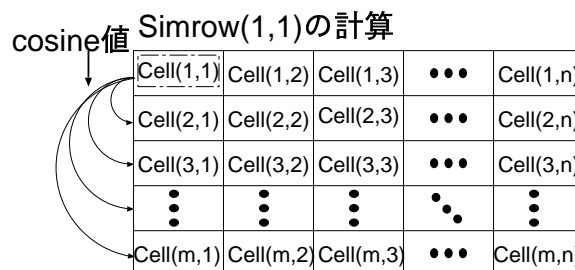 Simrow(1,1)の計算
cosine値
Cell(1,1) Cell(1,2) Cell(1,3) ••• Cell(1,n)
Cell(2,1) Cell(2,2) Cell(2,3) ••• Cell(2,n)
Cell(3,1) Cell(3,2) Cell(3,3) ••• Cell(3,n)
Cell(m,1) Cell(m,2) Cell(m,3) ••• Cell(m,n)